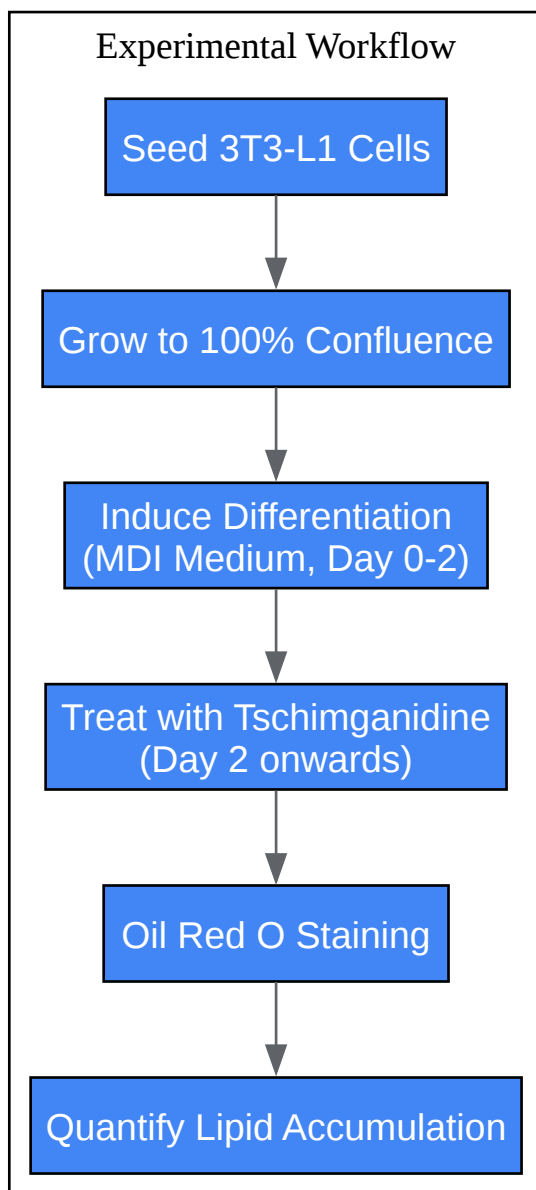 Experimental Workflow
Seed 3T3-L1 Cells
Grow to 100% Confluence
Induce Differentiation
(MDI Medium, Day 0-2)
Treat with Tschimganidine
(Day 2 onwards)
Oil Red O Staining
Quantify Lipid Accumulation